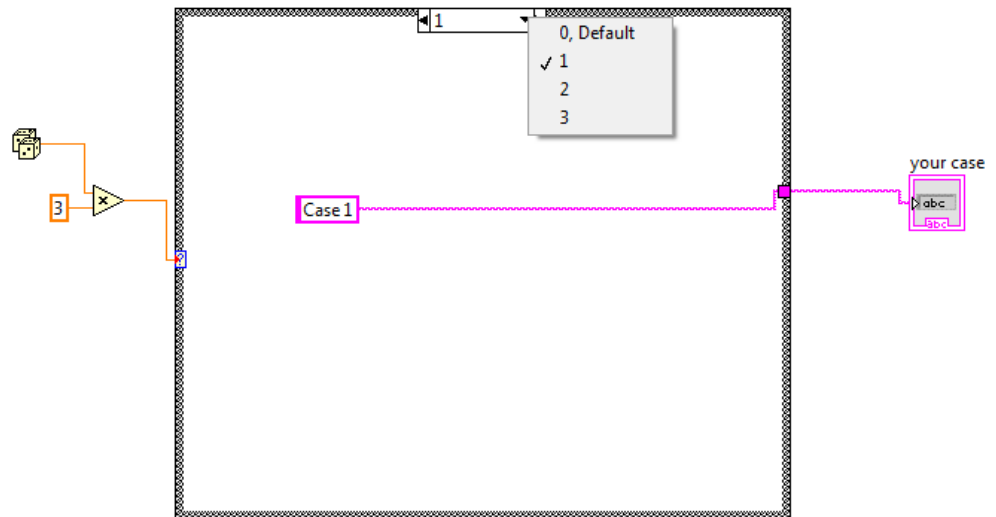 1
0, Default
✓ 1
2
3
3
×
?
Case 1
your case
abc
abc